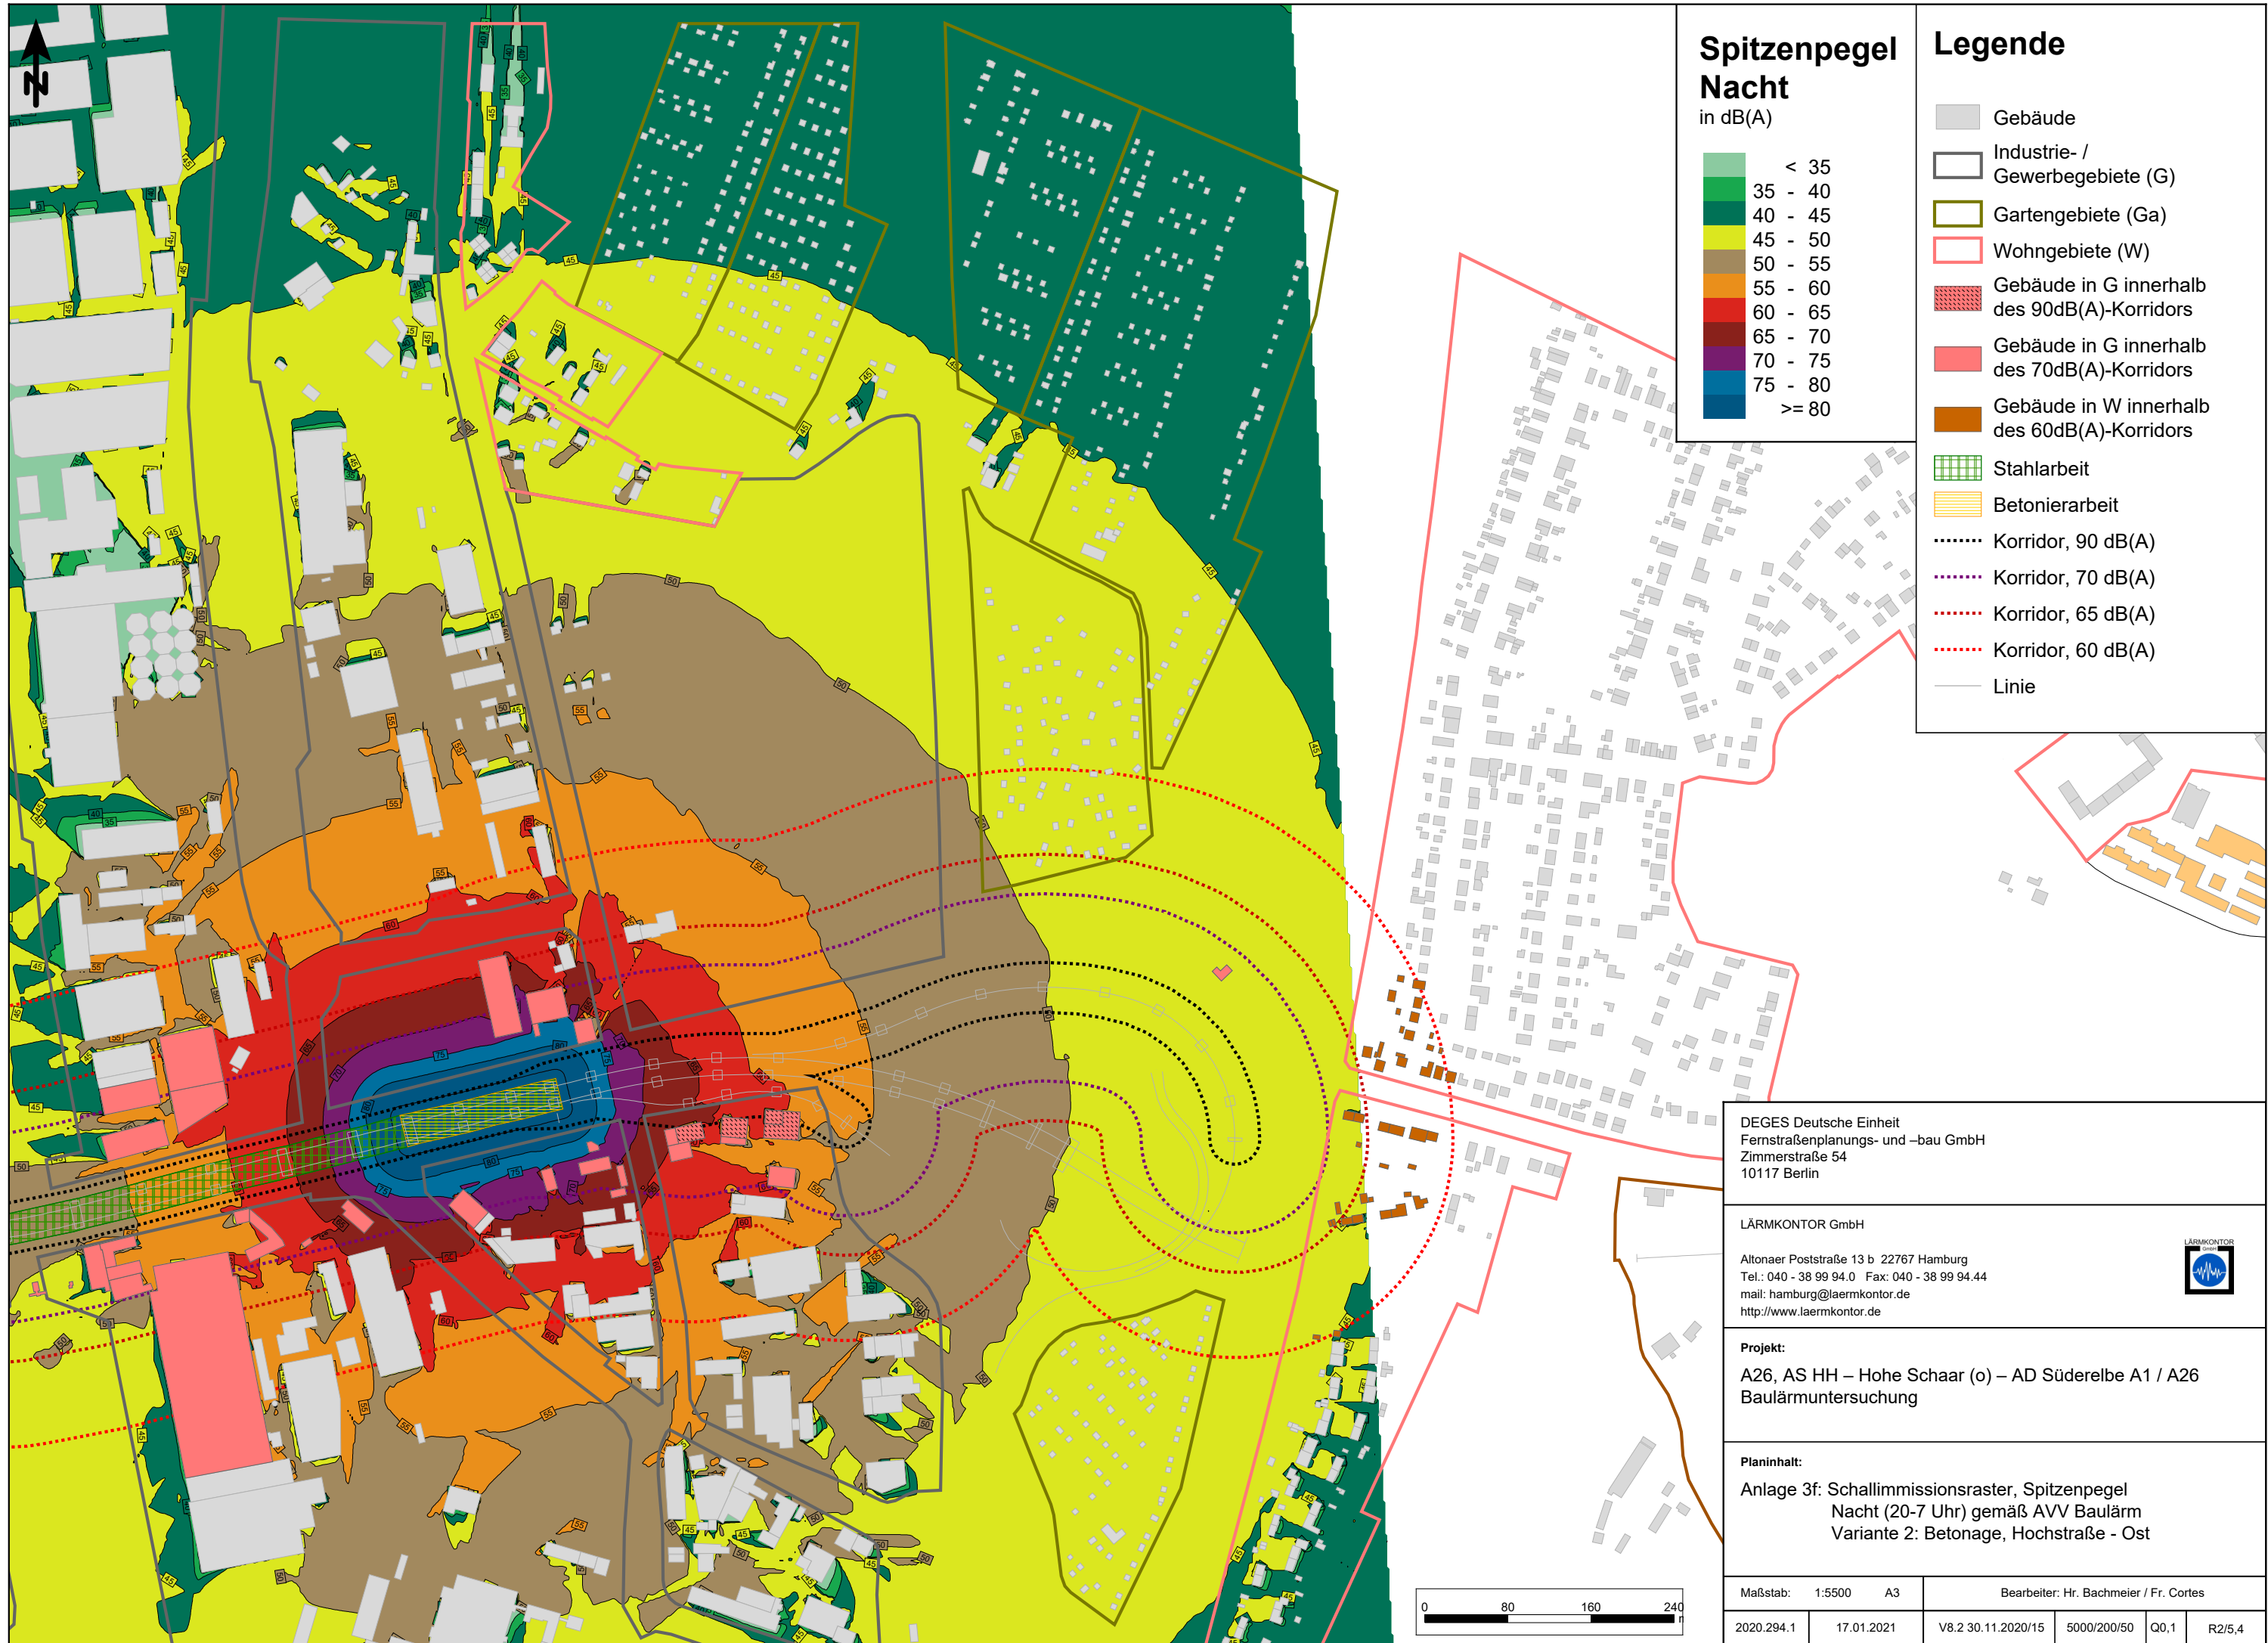 N
Spitzenpegel
Nacht
in dB(A)
< 35
35 - 40
40 - 45
45 - 50
50 - 55
55 - 60
60 - 65
65 - 70
70 - 75
75 - 80
>= 80
Legende
Gebäude
Industrie- /
Gewerbegebiete (G)
Gartengebiete (Ga)
Wohngebiete (W)
Gebäude in G innerhalb
des 90dB(A)-Korridors
Gebäude in G innerhalb
des 70dB(A)-Korridors
Gebäude in W innerhalb
des 60dB(A)-Korridors
Stahlarbeit
Betonierarbeit
Korridor, 90 dB(A)
Korridor, 70 dB(A)
Korridor, 65 dB(A)
Korridor, 60 dB(A)
Linie
DEGES Deutsche Einheit
Fernstraßenplanungs- und –bau GmbH
Zimmerstraße 54
10117 Berlin
LÄRMKONTOR GmbH
Altonaer Poststraße 13 b 22767 Hamburg
Tel.: 040 - 38 99 94.0 Fax: 040 - 38 99 94.44
mail: hamburg@laermkontor.de
http://www.laermkontor.de
LÄRMKONTOR
GmbH
Projekt:
A26, AS HH – Hohe Schaar (o) – AD Süderelbe A1 / A26
Baulärmuntersuchung
Planinhalt:
Anlage 3f: Schallimmissionsraster, Spitzenpegel
Nacht (20-7 Uhr) gemäß AVV Baulärm
Variante 2: Betonage, Hochstraße - Ost
Maßstab: 1:5500 A3
Bearbeiter: Hr. Bachmeier / Fr. Cortes
2020.294.1 17.01.2021 V8.2 30.11.2020/15 5000/200/50 Q0,1 R2/5,4
0 80 160 240